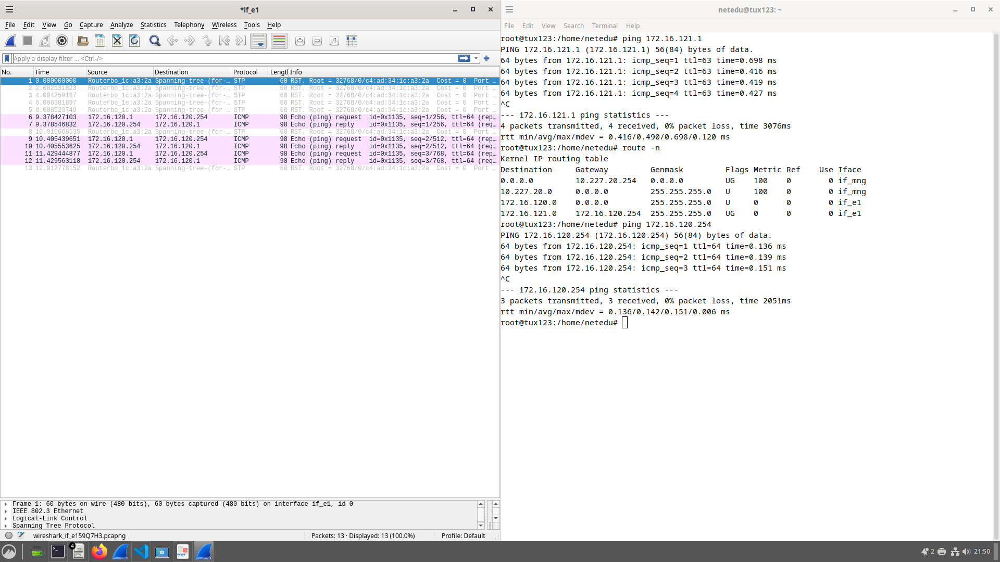 *if_e1
File Edit View Go Capture Analyze Statistics Telephony Wireless Tools Help
Apply a display filter ... <Ctrl-/>
No. Time Source Destination Protocol Length Info
1 0.000000000 Routerbo_1c:a3:2a Spanning-tree-(for-… STP 60 RST. Root = 32768/0/c4:ad:34:1c:a3:2a Cost = 0 Port …
2 2.002131823 Routerbo_1c:a3:2a Spanning-tree-(for-… STP 60 RST. Root = 32768/0/c4:ad:34:1c:a3:2a Cost = 0 Port …
3 4.004259187 Routerbo_1c:a3:2a Spanning-tree-(for-… STP 60 RST. Root = 32768/0/c4:ad:34:1c:a3:2a Cost = 0 Port …
4 6.006381897 Routerbo_1c:a3:2a Spanning-tree-(for-… STP 60 RST. Root = 32768/0/c4:ad:34:1c:a3:2a Cost = 0 Port …
5 8.008523749 Routerbo_1c:a3:2a Spanning-tree-(for-… STP 60 RST. Root = 32768/0/c4:ad:34:1c:a3:2a Cost = 0 Port …
6 9.378427103 172.16.120.1 172.16.120.254 ICMP 98 Echo (ping) request id=0x1135, seq=1/256, ttl=64 (rep…
7 9.378546832 172.16.120.254 172.16.120.1 ICMP 98 Echo (ping) reply id=0x1135, seq=1/256, ttl=64 (req…
8 10.010668535 Routerbo_1c:a3:2a Spanning-tree-(for-… STP 60 RST. Root = 32768/0/c4:ad:34:1c:a3:2a Cost = 0 Port …
9 10.405439651 172.16.120.1 172.16.120.254 ICMP 98 Echo (ping) request id=0x1135, seq=2/512, ttl=64 (rep…
10 10.405553625 172.16.120.254 172.16.120.1 ICMP 98 Echo (ping) reply id=0x1135, seq=2/512, ttl=64 (req…
11 11.429444877 172.16.120.1 172.16.120.254 ICMP 98 Echo (ping) request id=0x1135, seq=3/768, ttl=64 (rep…
12 11.429563118 172.16.120.254 172.16.120.1 ICMP 98 Echo (ping) reply id=0x1135, seq=3/768, ttl=64 (req…
13 12.012778152 Routerbo_1c:a3:2a Spanning-tree-(for-… STP 60 RST. Root = 32768/0/c4:ad:34:1c:a3:2a Cost = 0 Port …
Frame 1: 60 bytes on wire (480 bits), 60 bytes captured (480 bits) on interface if_e1, id 0
IEEE 802.3 Ethernet
Logical-Link Control
Spanning Tree Protocol
wireshark_if_e159Q7H3.pcapng Packets: 13 · Displayed: 13 (100.0%) Profile: Default
netedu@tux123: ~
File Edit View Search Terminal Help
root@tux123:/home/netedu# ping 172.16.121.1
PING 172.16.121.1 (172.16.121.1) 56(84) bytes of data.
64 bytes from 172.16.121.1: icmp_seq=1 ttl=63 time=0.698 ms
64 bytes from 172.16.121.1: icmp_seq=2 ttl=63 time=0.416 ms
64 bytes from 172.16.121.1: icmp_seq=3 ttl=63 time=0.419 ms
64 bytes from 172.16.121.1: icmp_seq=4 ttl=63 time=0.427 ms
^C
--- 172.16.121.1 ping statistics ---
4 packets transmitted, 4 received, 0% packet loss, time 3076ms
rtt min/avg/max/mdev = 0.416/0.490/0.698/0.120 ms
root@tux123:/home/netedu# route -n
Kernel IP routing table
Destination Gateway Genmask Flags Metric Ref Use Iface
0.0.0.0 10.227.20.254 0.0.0.0 UG 100 0 0 if_mng
10.227.20.0 0.0.0.0 255.255.255.0 U 100 0 0 if_mng
172.16.120.0 0.0.0.0 255.255.255.0 U 0 0 0 if_e1
172.16.121.0 172.16.120.254 255.255.255.0 UG 0 0 0 if_e1
root@tux123:/home/netedu# ping 172.16.120.254
PING 172.16.120.254 (172.16.120.254) 56(84) bytes of data.
64 bytes from 172.16.120.254: icmp_seq=1 ttl=64 time=0.136 ms
64 bytes from 172.16.120.254: icmp_seq=2 ttl=64 time=0.139 ms
64 bytes from 172.16.120.254: icmp_seq=3 ttl=64 time=0.151 ms
^C
--- 172.16.120.254 ping statistics ---
3 packets transmitted, 3 received, 0% packet loss, time 2051ms
rtt min/avg/max/mdev = 0.136/0.142/0.151/0.006 ms
root@tux123:/home/netedu#
4
2
21:50